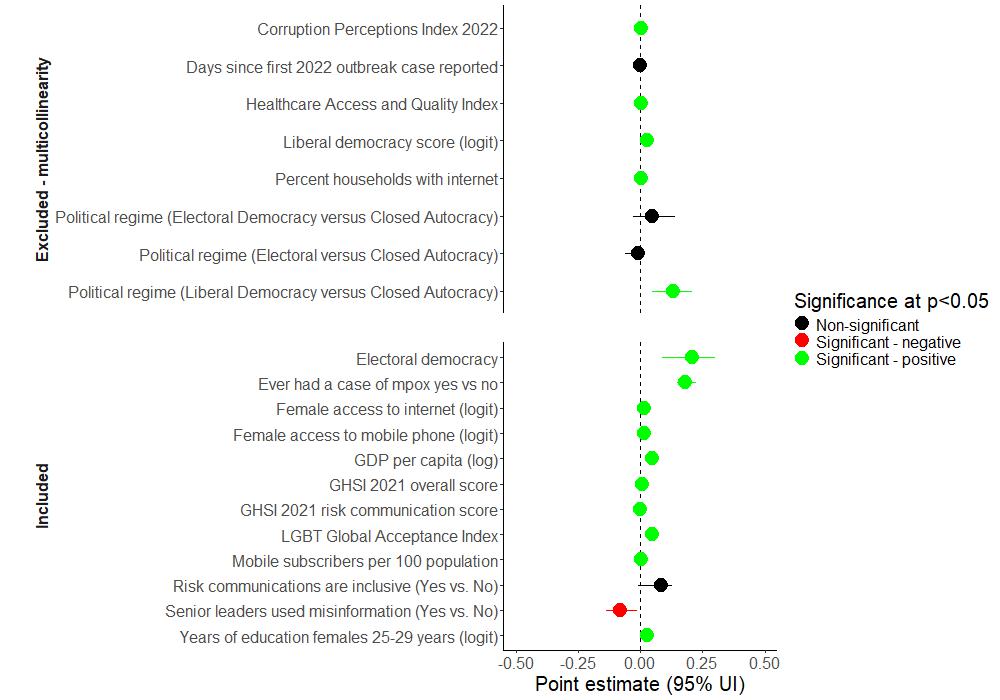 Excluded - multicollinearity
Corruption Perceptions Index 2022
Days since first 2022 outbreak case reported
Healthcare Access and Quality Index
Liberal democracy score (logit)
Percent households with internet
Political regime (Electoral Democracy versus Closed Autocracy)
Political regime (Electoral versus Closed Autocracy)
Political regime (Liberal Democracy versus Closed Autocracy)
Included
Electoral democracy
Ever had a case of mpox yes vs no
Female access to internet (logit)
Female access to mobile phone (logit)
GDP per capita (log)
GHSI 2021 overall score
GHSI 2021 risk communication score
LGBT Global Acceptance Index
Mobile subscribers per 100 population
Risk communications are inclusive (Yes vs. No)
Senior leaders used misinformation (Yes vs. No)
Years of education females 25-29 years (logit)
-0.50 -0.25 0.00 0.25 0.50
Point estimate (95% UI)
Significance at p<0.05
Non-significant
Significant - negative
Significant - positive